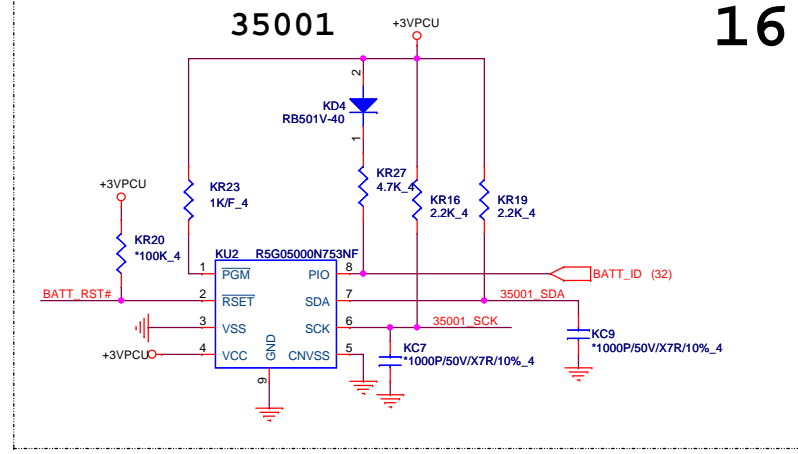 35001
16
+3VPCU
2
KD4
RB501V-40
1
KR27
4.7K_4
+3VPCU
KR23
1K/F_4
KR16
2.2K_4
KR19
2.2K_4
KR20
*100K_4
KU2
R5G05000N753NF
1
PGM
PIO
8
BATT_ID (32)
BATT_RST#
2
RSET
SDA
7
35001_SDA
3
VSS
SCK
6
35001_SCK
+3VPCU
4
VCC
GND
CNVSS
5
9
KC7
*1000P/50V/X7R/10%_4
KC9
*1000P/50V/X7R/10%_4